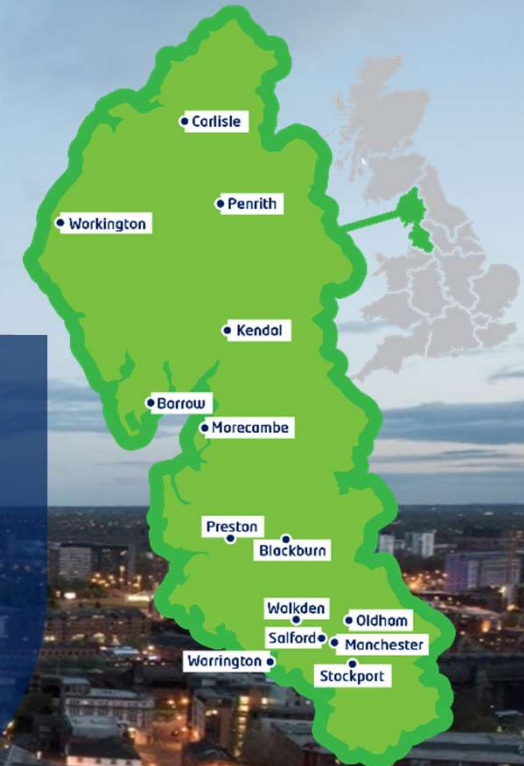 Carlisle
Penrith
Workington
Kendal
Barrow
Morecambe
Preston
Blackburn
Walkden
Oldham
Salford
Manchester
Warrington
Stockport